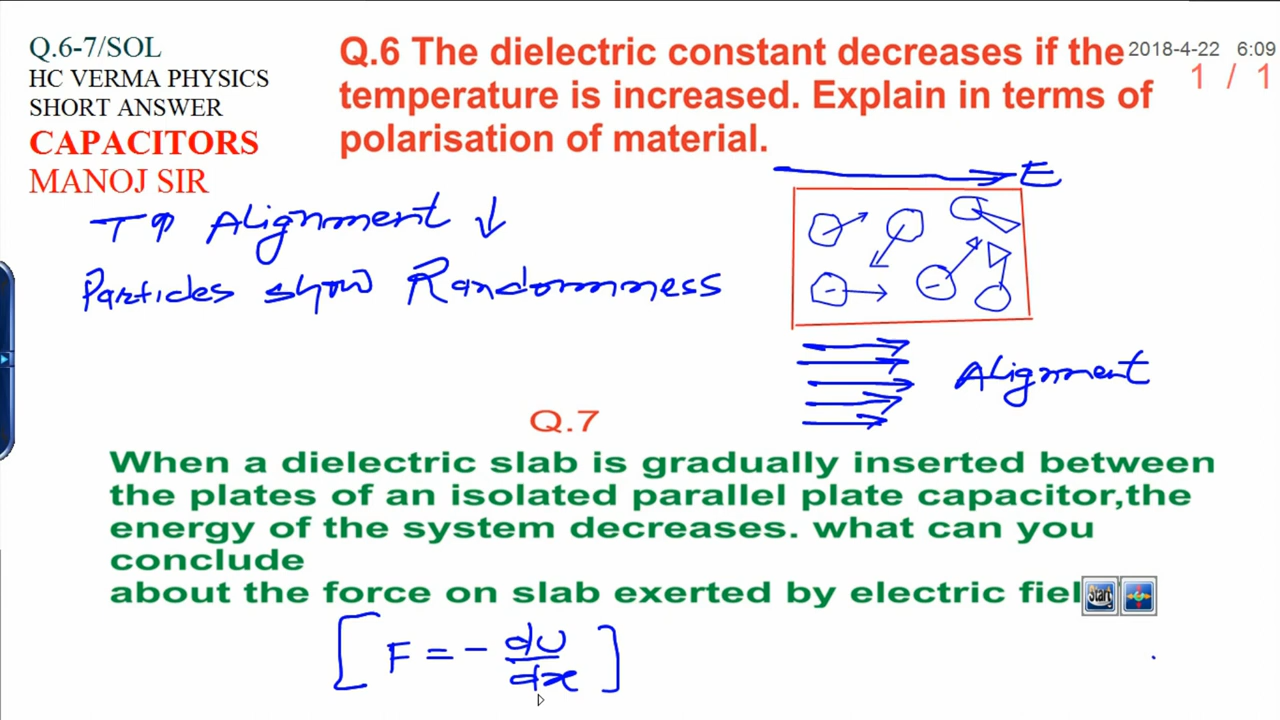 Q.6-7/SOL
HC VERMA PHYSICS
SHORT ANSWER
CAPACITORS
MANOJ SIR
Q.6 The dielectric constant decreases if the
temperature is increased. Explain in terms of
polarisation of material.
2018-4-22 6:09
1 / 1
E
T↑ Alignment ↓
Particles show Randomness
Alignment
Q.7
When a dielectric slab is gradually inserted between
the plates of an isolated parallel plate capacitor,the
energy of the system decreases. what can you
conclude
about the force on slab exerted by electric fiel
Start
[ F = - dU/dx ]